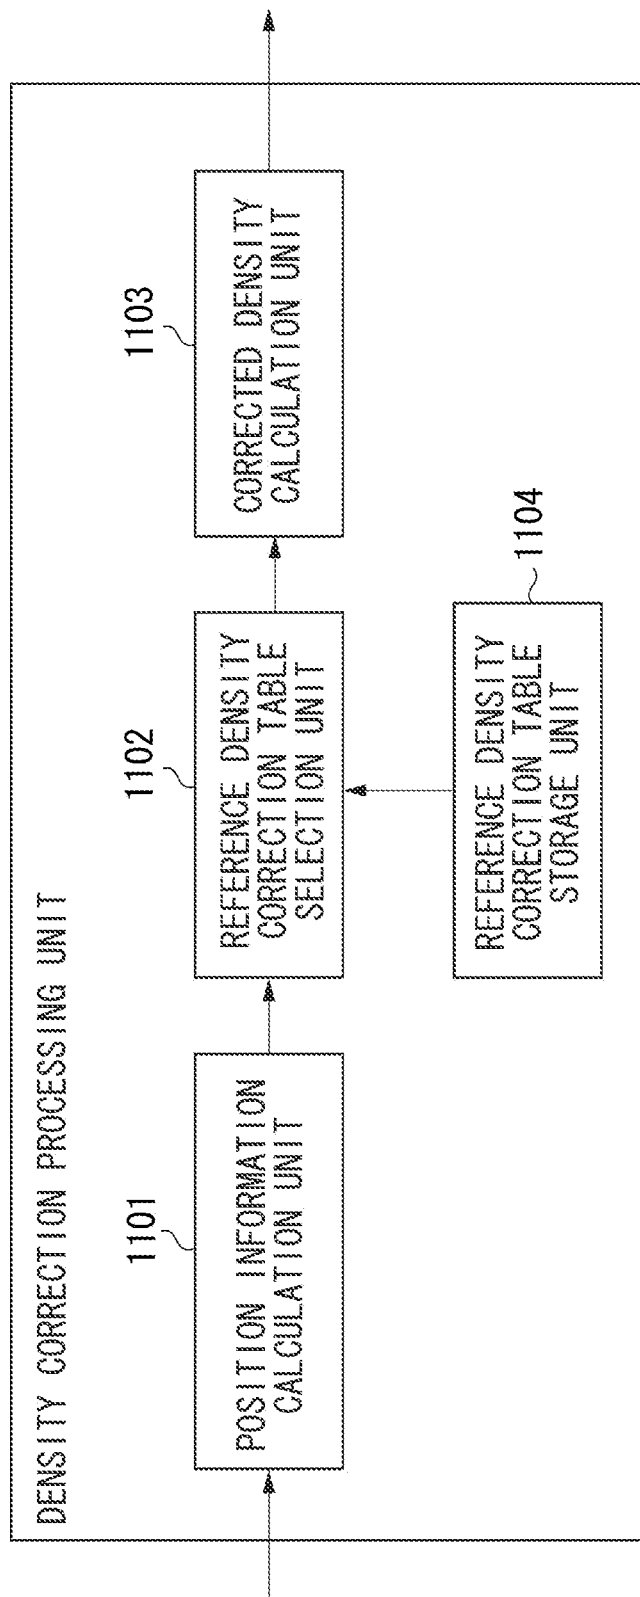 DENSITY CORRECTION PROCESSING UNIT
1101
POSITION INFORMATION
CALCULATION UNIT
1102
REFERENCE DENSITY
CORRECTION TABLE
SELECTION UNIT
1103
CORRECTED DENSITY
CALCULATION UNIT
1104
REFERENCE DENSITY
CORRECTION TABLE
STORAGE UNIT